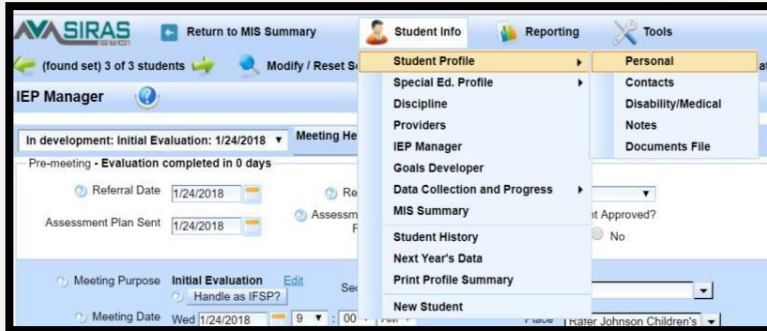 SIRAS
SYSTEMS
Return to MIS Summary
Student Info
Reporting
Tools
(found set) 3 of 3 students
Modify / Reset S
IEP Manager
Student Profile
Special Ed. Profile
Discipline
Providers
IEP Manager
Goals Developer
Data Collection and Progress
MIS Summary
Student History
Next Year's Data
Print Profile Summary
New Student
Personal
Contacts
Disability/Medical
Notes
Documents File
In development: Initial Evaluation: 1/24/2018
Meeting He
Pre-meeting - Evaluation completed in 0 days
Referral Date 1/24/2018
Re
Assessment Plan Sent 1/24/2018
Assessm
t Approved?
No
Meeting Purpose Initial Evaluation Edit
Handle as IFSP?
Sec
Meeting Date Wed 1/24/2018 9 : 00
Place Rafer Johnson Children's